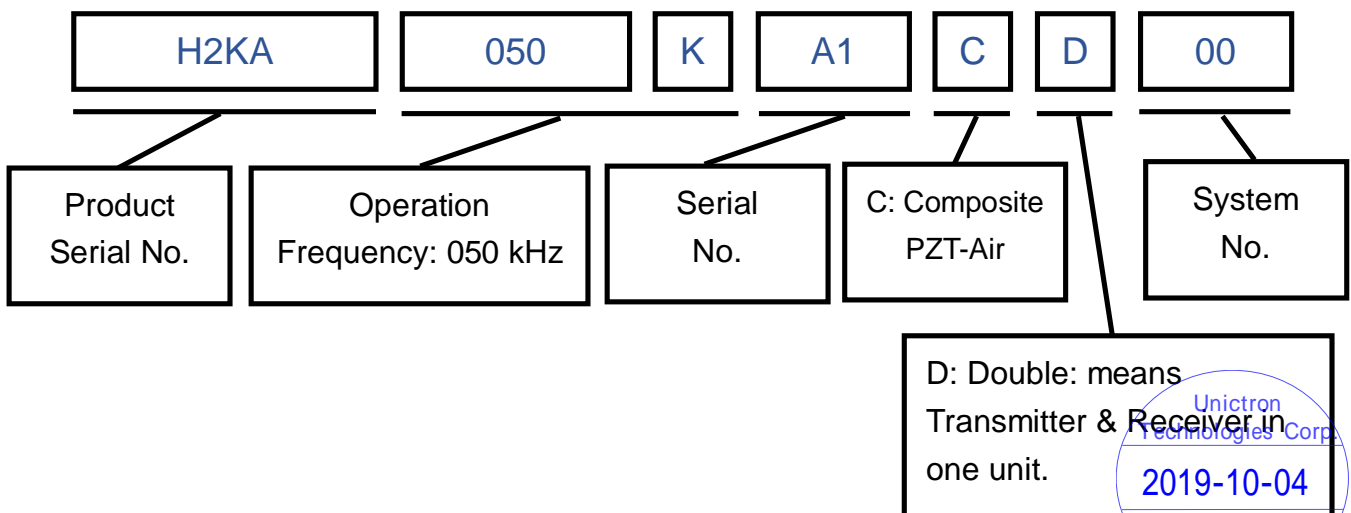 H2KA 050 K A1 C D 00
Product
Serial No.
Operation
Frequency: 050 kHz
Serial
No.
C: Composite
PZT-Air
System
No.
D: Double: means
Transmitter & Receiver in
one unit.
Unictron
Technologies Corp.
2019-10-04